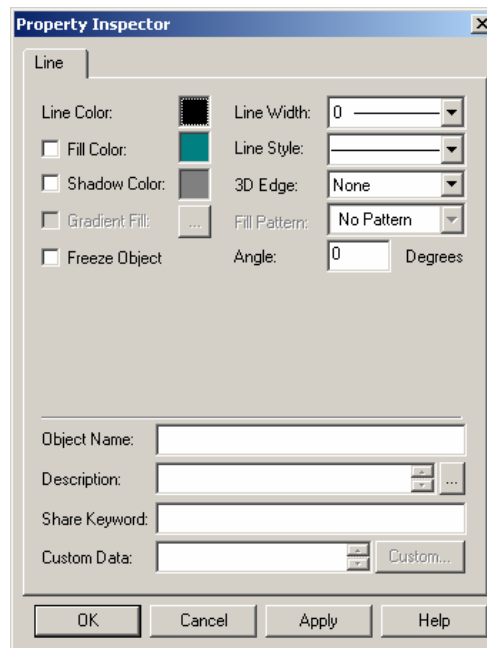 Property Inspector
Line
Line Color:
Line Width: 0
Fill Color:
Line Style:
Shadow Color:
3D Edge: None
Gradient Fill: ...
Fill Pattern: No Pattern
Freeze Object
Angle: 0 Degrees
Object Name:
Description: ...
Share Keyword:
Custom Data: Custom...
OK Cancel Apply Help